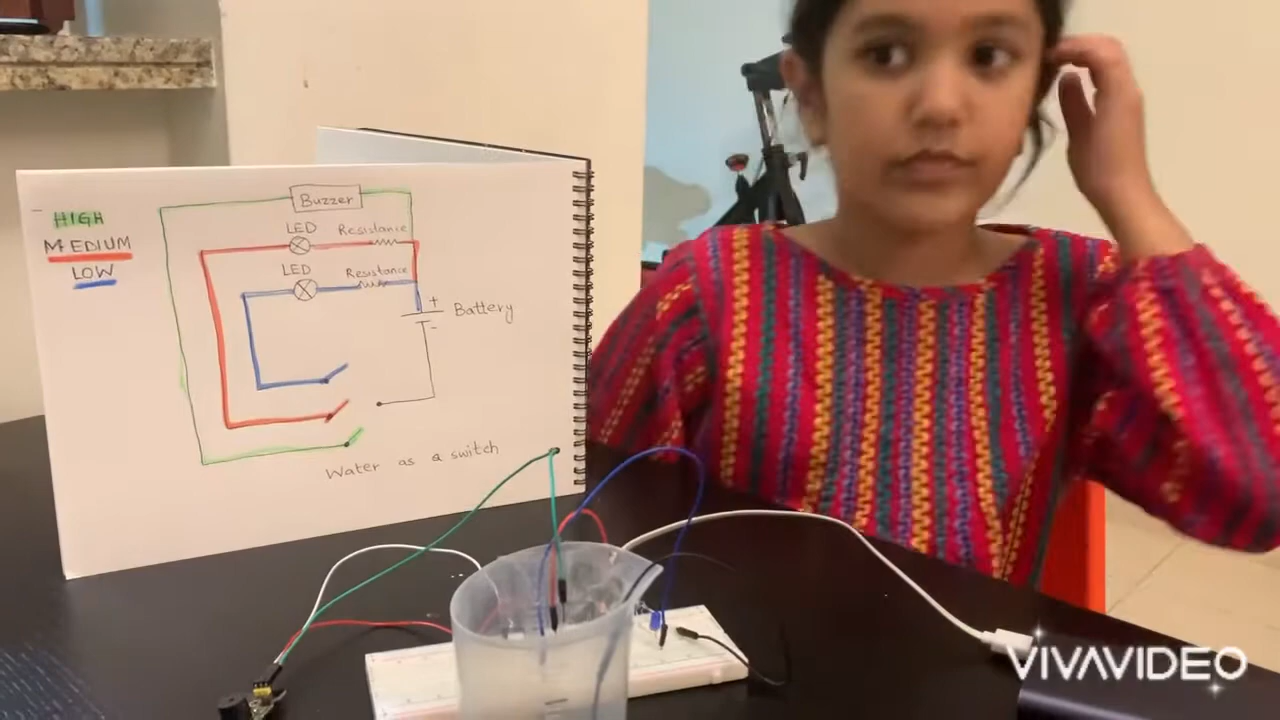 HIGH
MEDIUM
LOW
Buzzer
LED Resistance
LED Resistance
+
- Battery
Water as a switch
VIVAVIDEO